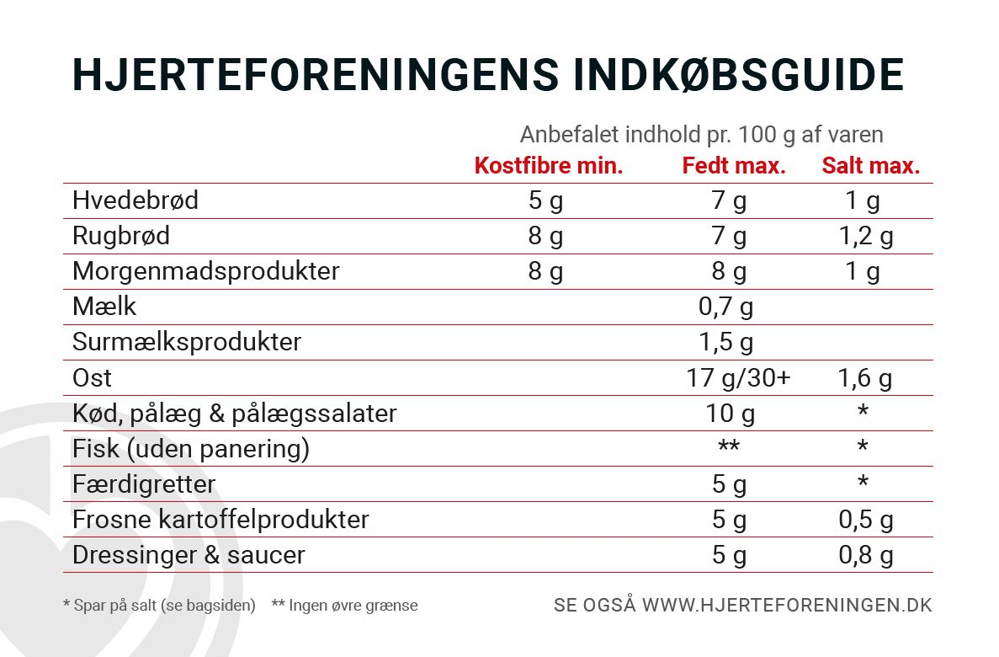 HJERTEFORENINGENS INDKØBSGUIDE
Anbefalet indhold pr. 100 g af varen
Kostfibre min. Fedt max. Salt max.
Hvedebrød 5 g 7 g 1 g
Rugbrød 8 g 7 g 1,2 g
Morgenmadsprodukter 8 g 8 g 1 g
Mælk 0,7 g
Surmælksprodukter 1,5 g
Ost 17 g/30+ 1,6 g
Kød, pålæg & pålægssalater 10 g *
Fisk (uden panering) ** *
Færdigretter 5 g *
Frosne kartoffelprodukter 5 g 0,5 g
Dressinger & saucer 5 g 0,8 g
* Spar på salt (se bagsiden) ** Ingen øvre grænse SE OGSÅ WWW.HJERTEFORENINGEN.DK